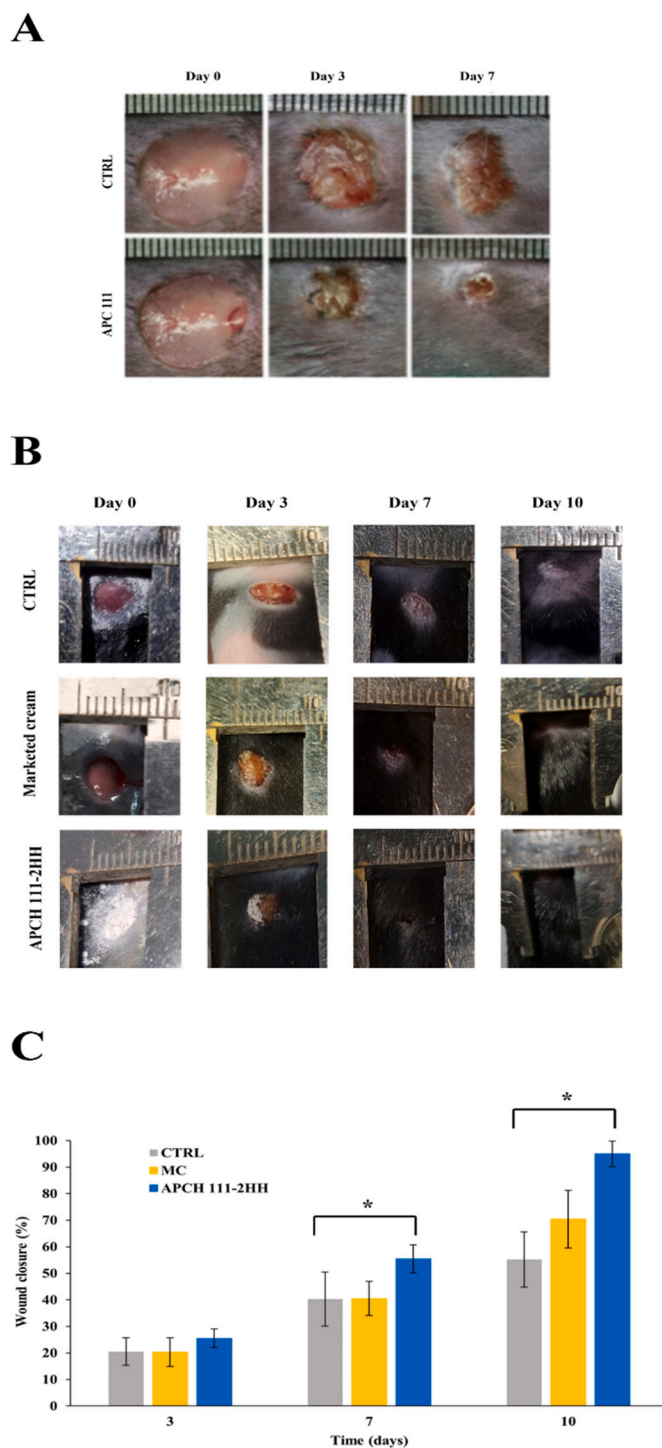 A
Day 0 Day 3 Day 7
CTRL
APC 111
B
Day 0 Day 3 Day 7 Day 10
CTRL
Marketed cream
APCH 111-2HH
C
*
*
CTRL
MC
APCH 111-2HH
Wound closure (%)
100
90
80
70
60
50
40
30
20
10
0
3 7 10
Time (days)